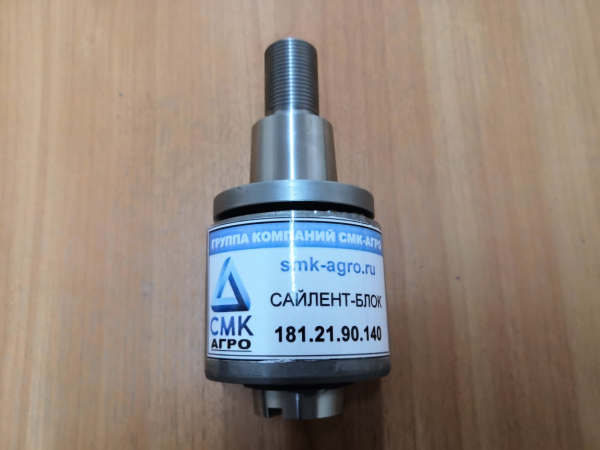 ГРУППА КОМПАНИЙ СМК-АГРО
smk-agro.ru
САЙЛЕНТ-БЛОК
181.21.90.140
СМК
АГРО